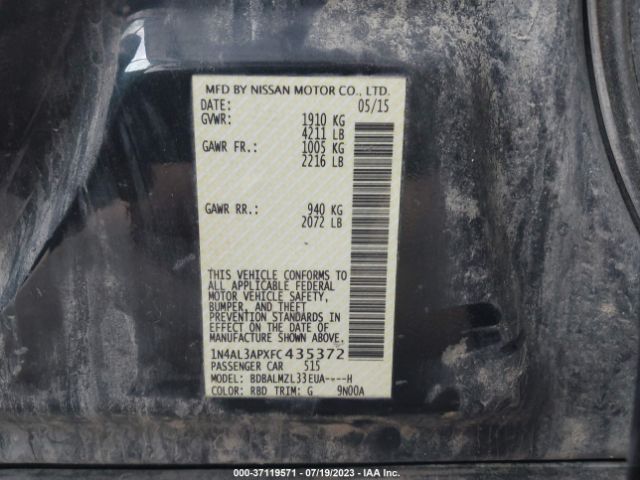 MFD BY NISSAN MOTOR CO., LTD.
DATE: 05/15
GVWR: 1910 KG
4211 LB
GAWR FR.: 1005 KG
2216 LB
GAWR RR.: 940 KG
2072 LB
THIS VEHICLE CONFORMS TO
ALL APPLICABLE FEDERAL
MOTOR VEHICLE SAFETY,
BUMPER, AND THEFT
PREVENTION STANDARDS IN
EFFECT ON THE DATE OF
MANUFACTURE SHOWN ABOVE.
1N4AL3APXFC435372
PASSENGER CAR 515
MODEL: BDBALMZL33EUA----H
COLOR: RBD TRIM: G 9N00A
000-37119571 - 07/19/2023 - IAA Inc.